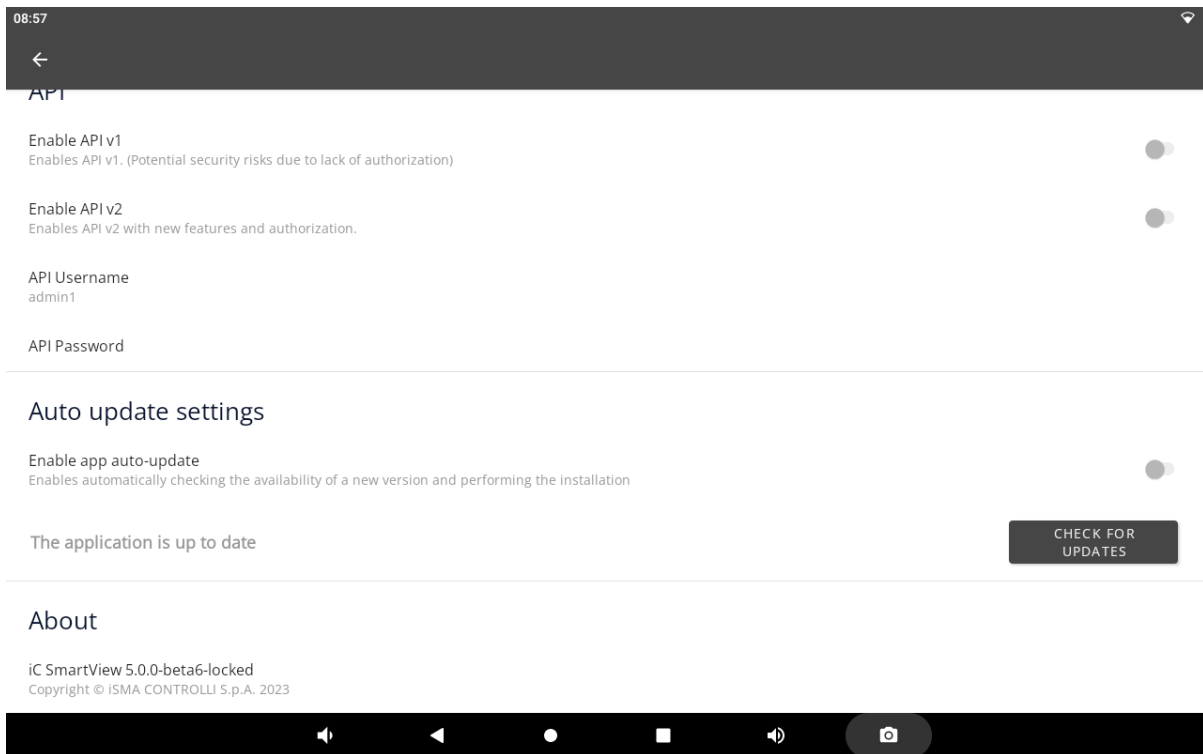 08:57
API
Enable API v1
Enables API v1. (Potential security risks due to lack of authorization)
Enable API v2
Enables API v2 with new features and authorization.
API Username
admin1
API Password
Auto update settings
Enable app auto-update
Enables automatically checking the availability of a new version and performing the installation
The application is up to date
CHECK FOR
UPDATES
About
iC SmartView 5.0.0-beta6-locked
Copyright © iSMA CONTROLLI S.p.A. 2023